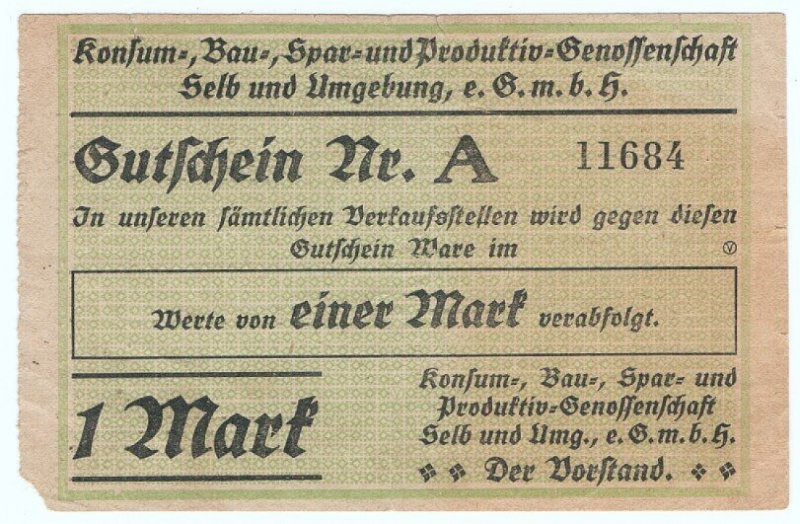 Konsum-, Bau-, Spar- und Produktiv-Genossenschaft
Selb und Umgebung, e. G. m. b. H.
Gutschein Nr. A 11684
In unseren sämtlichen Verkaufsstellen wird gegen diesen
Gutschein Ware im
V
Werte von einer Mark verabfolgt.
1 Mark
Konsum-, Bau-, Spar- und
Produktiv-Genossenschaft
Selb und Umg., e. G. m. b. H.
Der Vorstand.